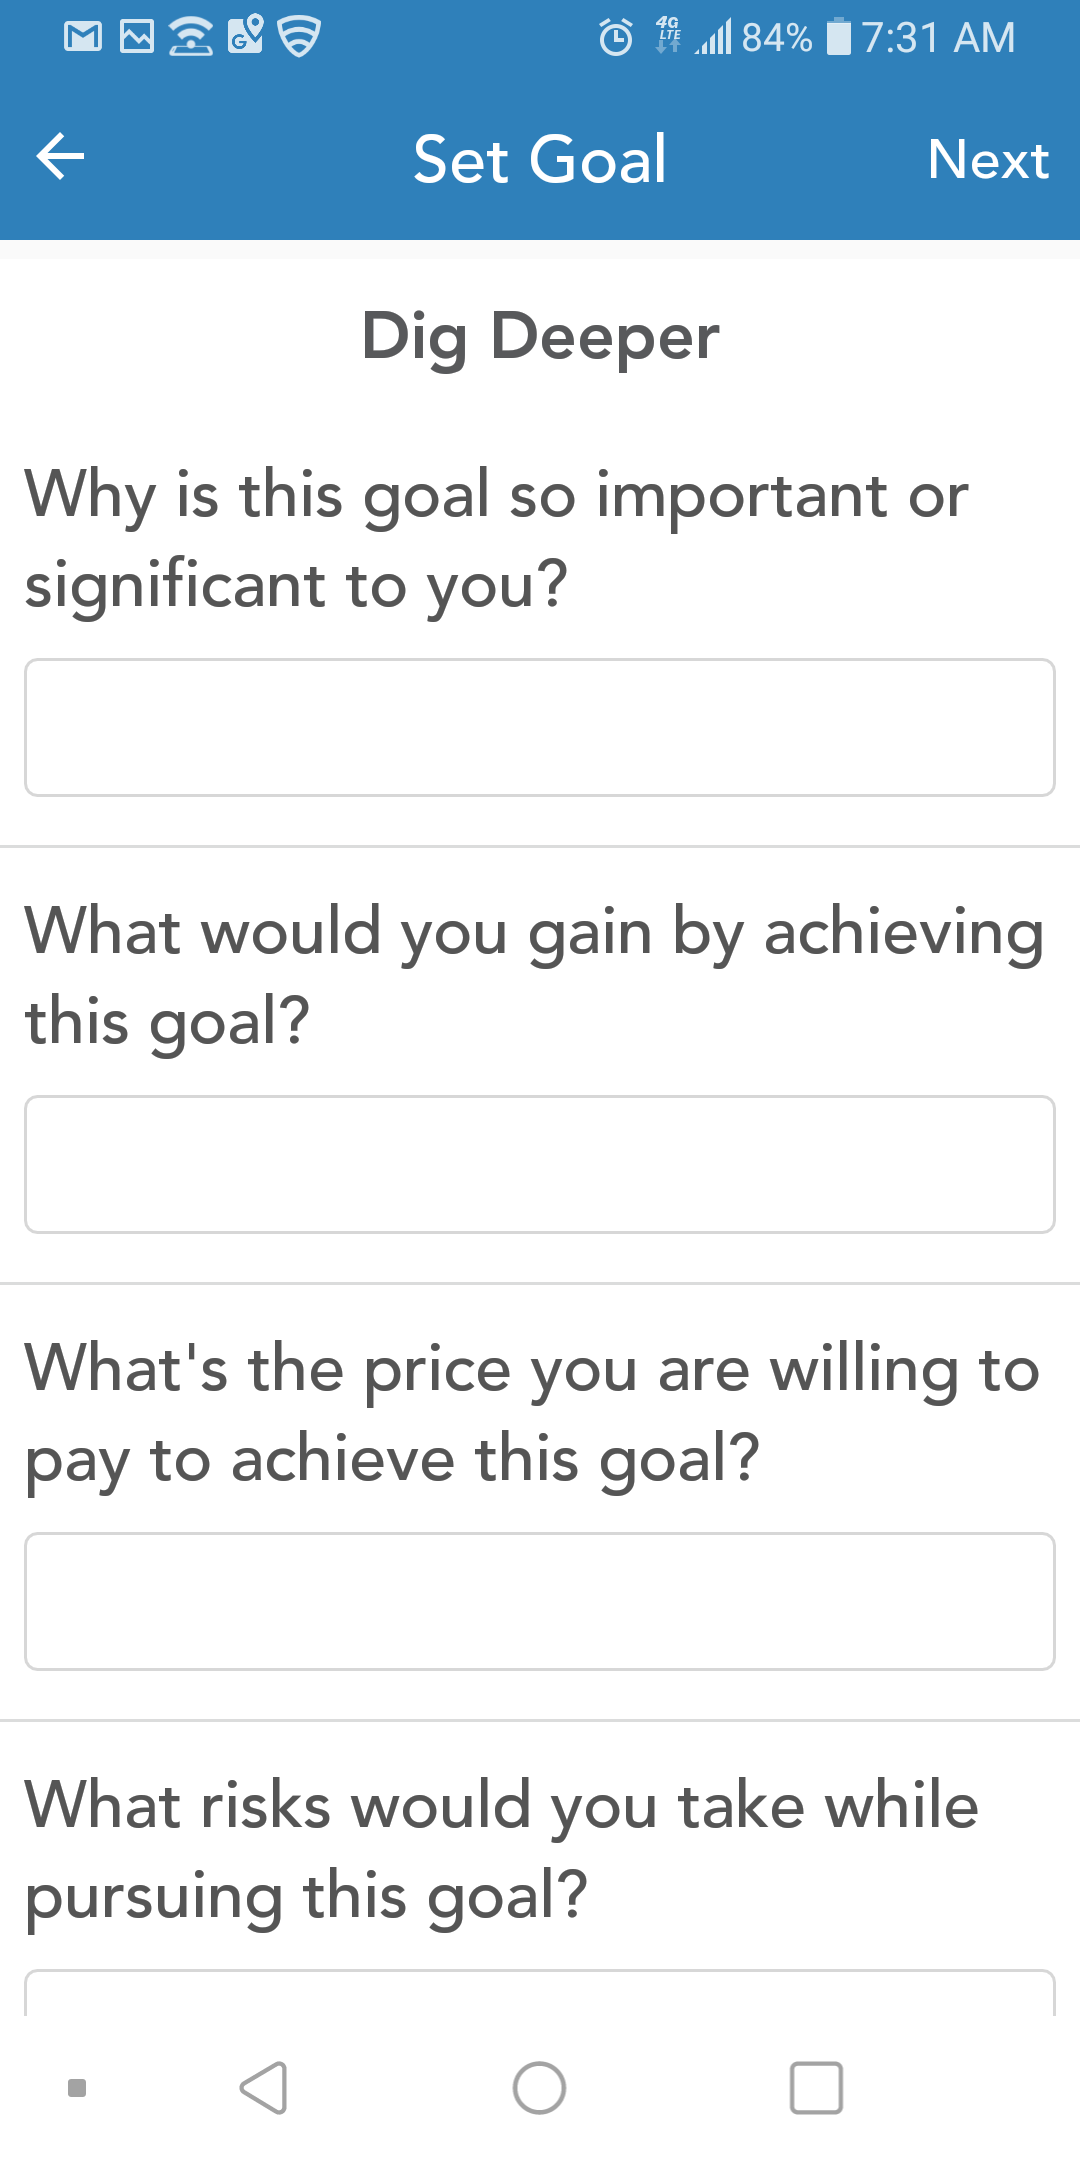 4G LTE 84% 7:31 AM
Set Goal Next
Dig Deeper
Why is this goal so important or
significant to you?
What would you gain by achieving
this goal?
What's the price you are willing to
pay to achieve this goal?
What risks would you take while
pursuing this goal?